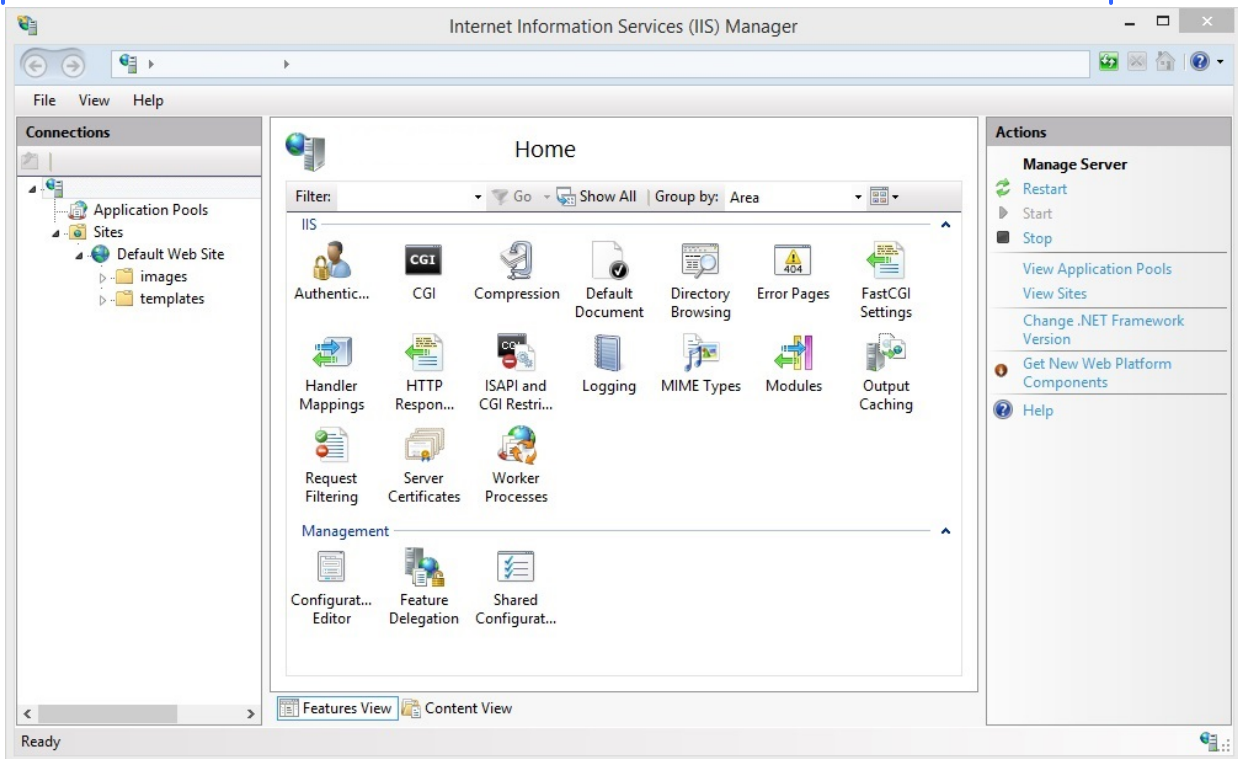 Internet Information Services (IIS) Manager
File View Help
Connections
Application Pools
Sites
Default Web Site
images
templates
Home
Filter: Go Show All Group by: Area
IIS
Authentic... CGI Compression Default Document Directory Browsing Error Pages FastCGI Settings
404
Handler Mappings HTTP Respon... ISAPI and CGI Restri... Logging MIME Types Modules Output Caching
Request Filtering Server Certificates Worker Processes
Management
Configurat... Editor Feature Delegation Shared Configurat...
Features View Content View
Actions
Manage Server
Restart
Start
Stop
View Application Pools
View Sites
Change .NET Framework
Version
Get New Web Platform
Components
Help
Ready